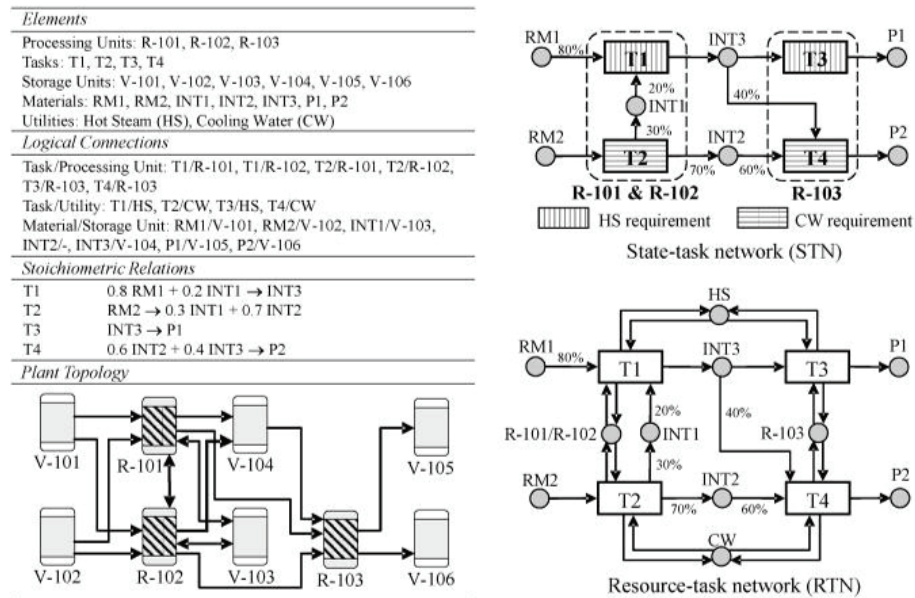 Elements
Processing Units: R-101, R-102, R-103
Tasks: T1, T2, T3, T4
Storage Units: V-101, V-102, V-103, V-104, V-105, V-106
Materials: RM1, RM2, INT1, INT2, INT3, P1, P2
Utilities: Hot Steam (HS), Cooling Water (CW)
Logical Connections
Task/Processing Unit: T1/R-101, T1/R-102, T2/R-101, T2/R-102,
T3/R-103, T4/R-103
Task/Utility: T1/HS, T2/CW, T3/HS, T4/CW
Material/Storage Unit: RM1/V-101, RM2/V-102, INT1/V-103,
INT2/-, INT3/V-104, P1/V-105, P2/V-106
Stoichiometric Relations
T1 0.8 RM1 + 0.2 INT1 → INT3
T2 RM2 → 0.3 INT1 + 0.7 INT2
T3 INT3 → P1
T4 0.6 INT2 + 0.4 INT3 → P2
Plant Topology
V-101 R-101 V-104 V-105
V-102 R-102 V-103 R-103 V-106
RM1 INT3 P1
80% T1 T3
20% 40%
INT1
RM2 30% INT2 P2
T2 70% 60% T4
R-101 & R-102 R-103
HS requirement CW requirement
State-task network (STN)
HS
RM1 INT3 P1
80% T1 T3
20% 40%
R-101/R-102 INT1 R-103
30%
RM2 INT2 P2
T2 70% 60% T4
CW
Resource-task network (RTN)